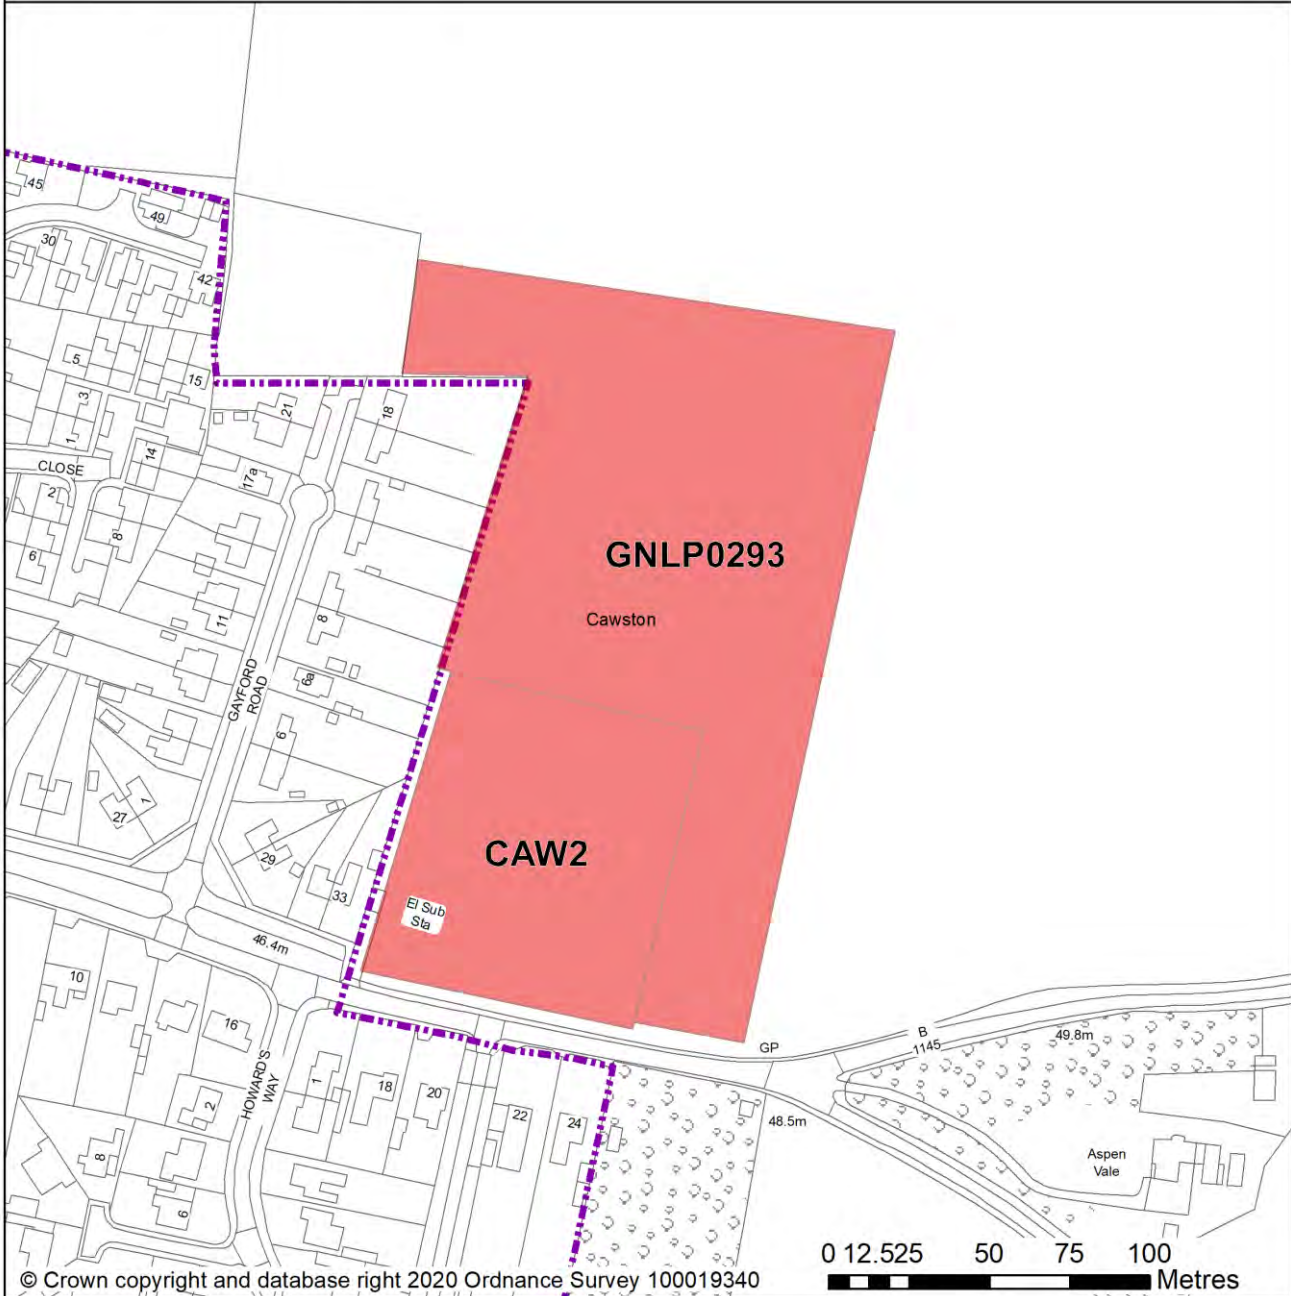 45
49
30
42
5
15
3
1
21
18
14
17a
CLOSE
2
8
6
GNLP0293
Cawston
11
8
6a
GAYFORD
ROAD
6
1
27
29
CAW2
33
El Sub
Sta
46.4m
10
16
HOWARD'S
WAY
GP
B
1145
49.8m
1
18
20
22
24
2
48.5m
8
6
Aspen
Vale
0 12.525 50 75 100
Metres
© Crown copyright and database right 2020 Ordnance Survey 100019340